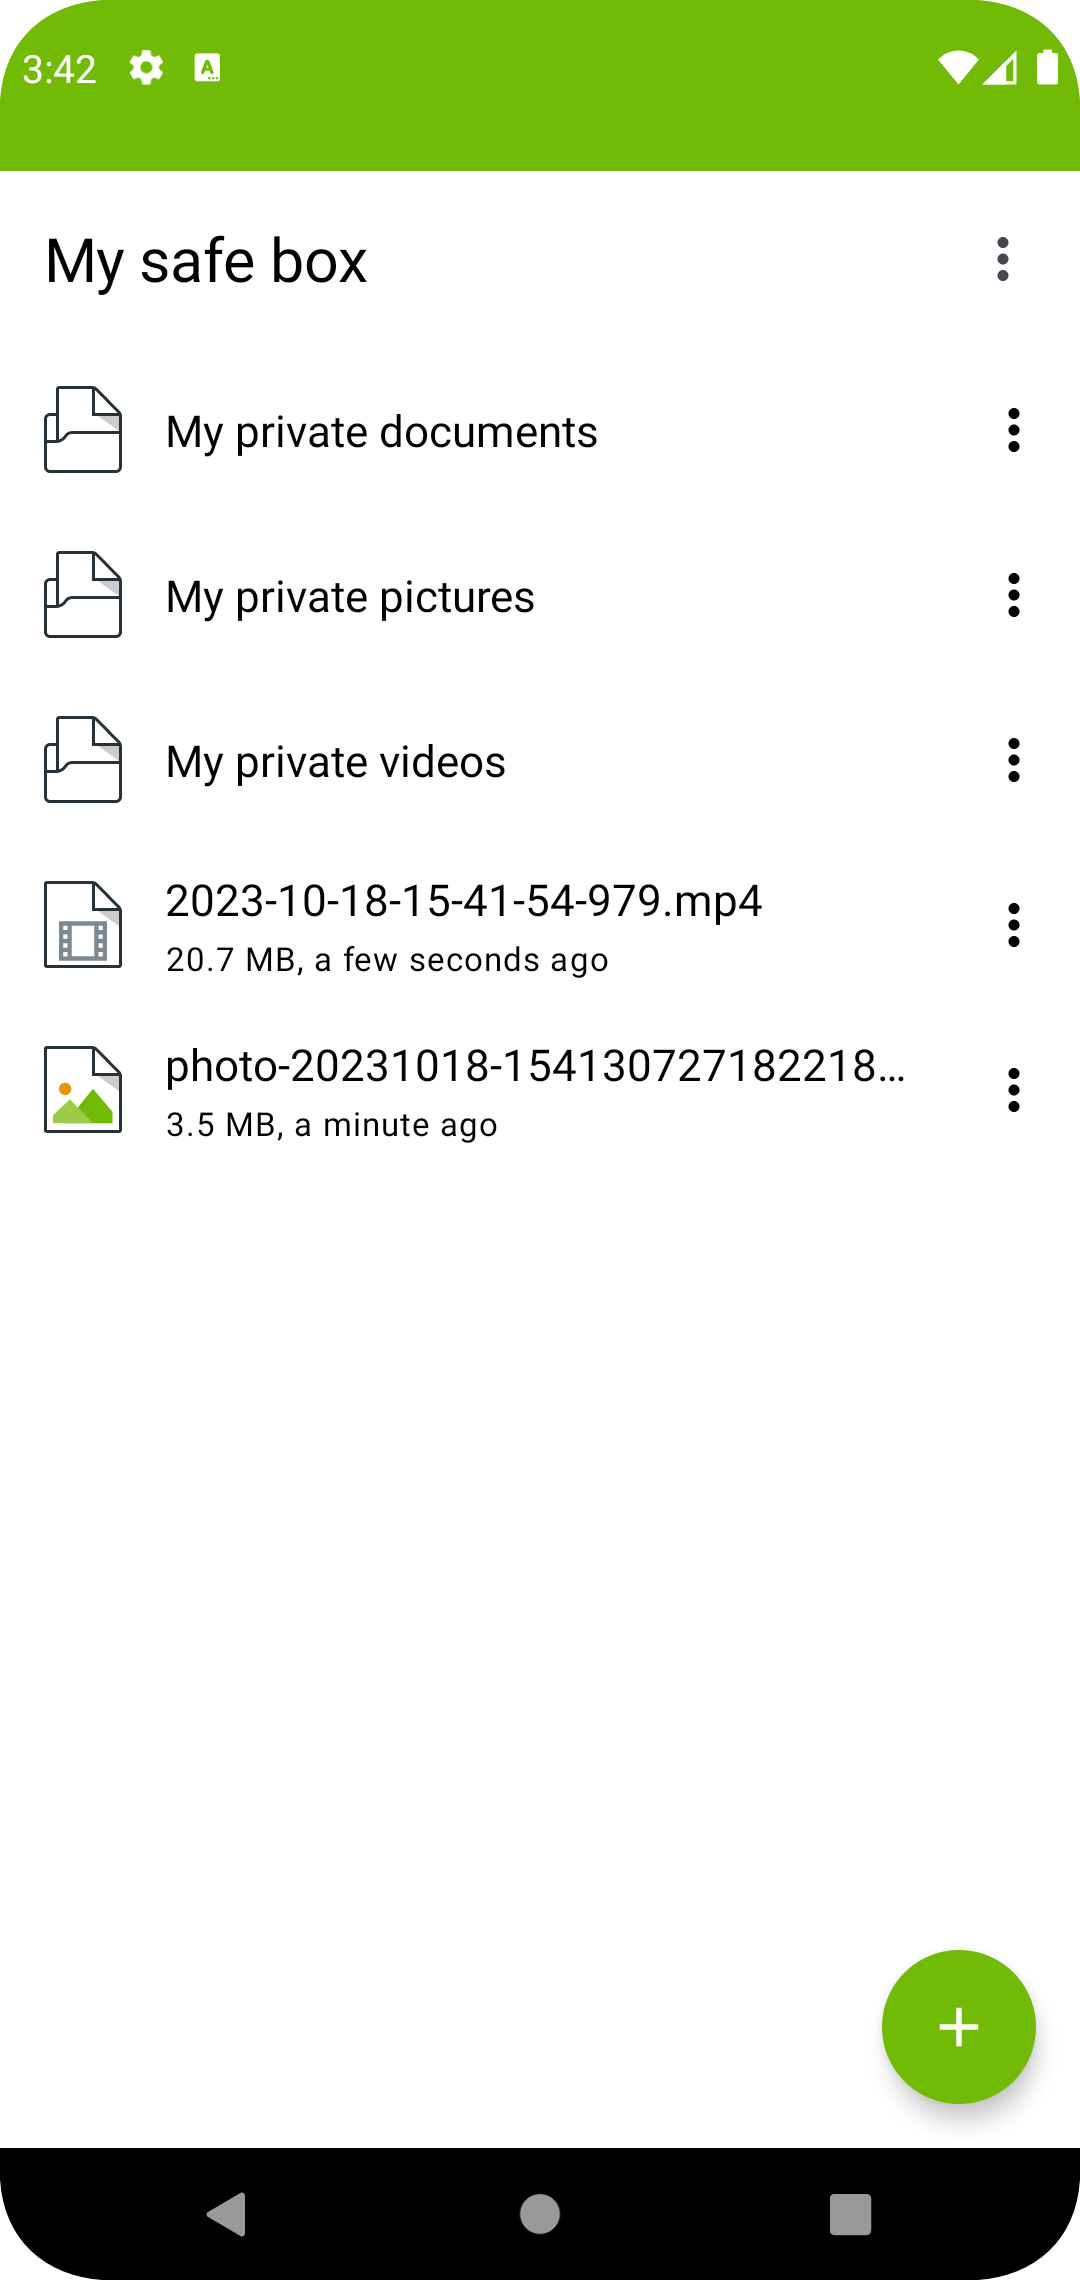 3:42
My safe box
My private documents
My private pictures
My private videos
2023-10-18-15-41-54-979.mp4
20.7 MB, a few seconds ago
photo-20231018-154130727182218...
3.5 MB, a minute ago